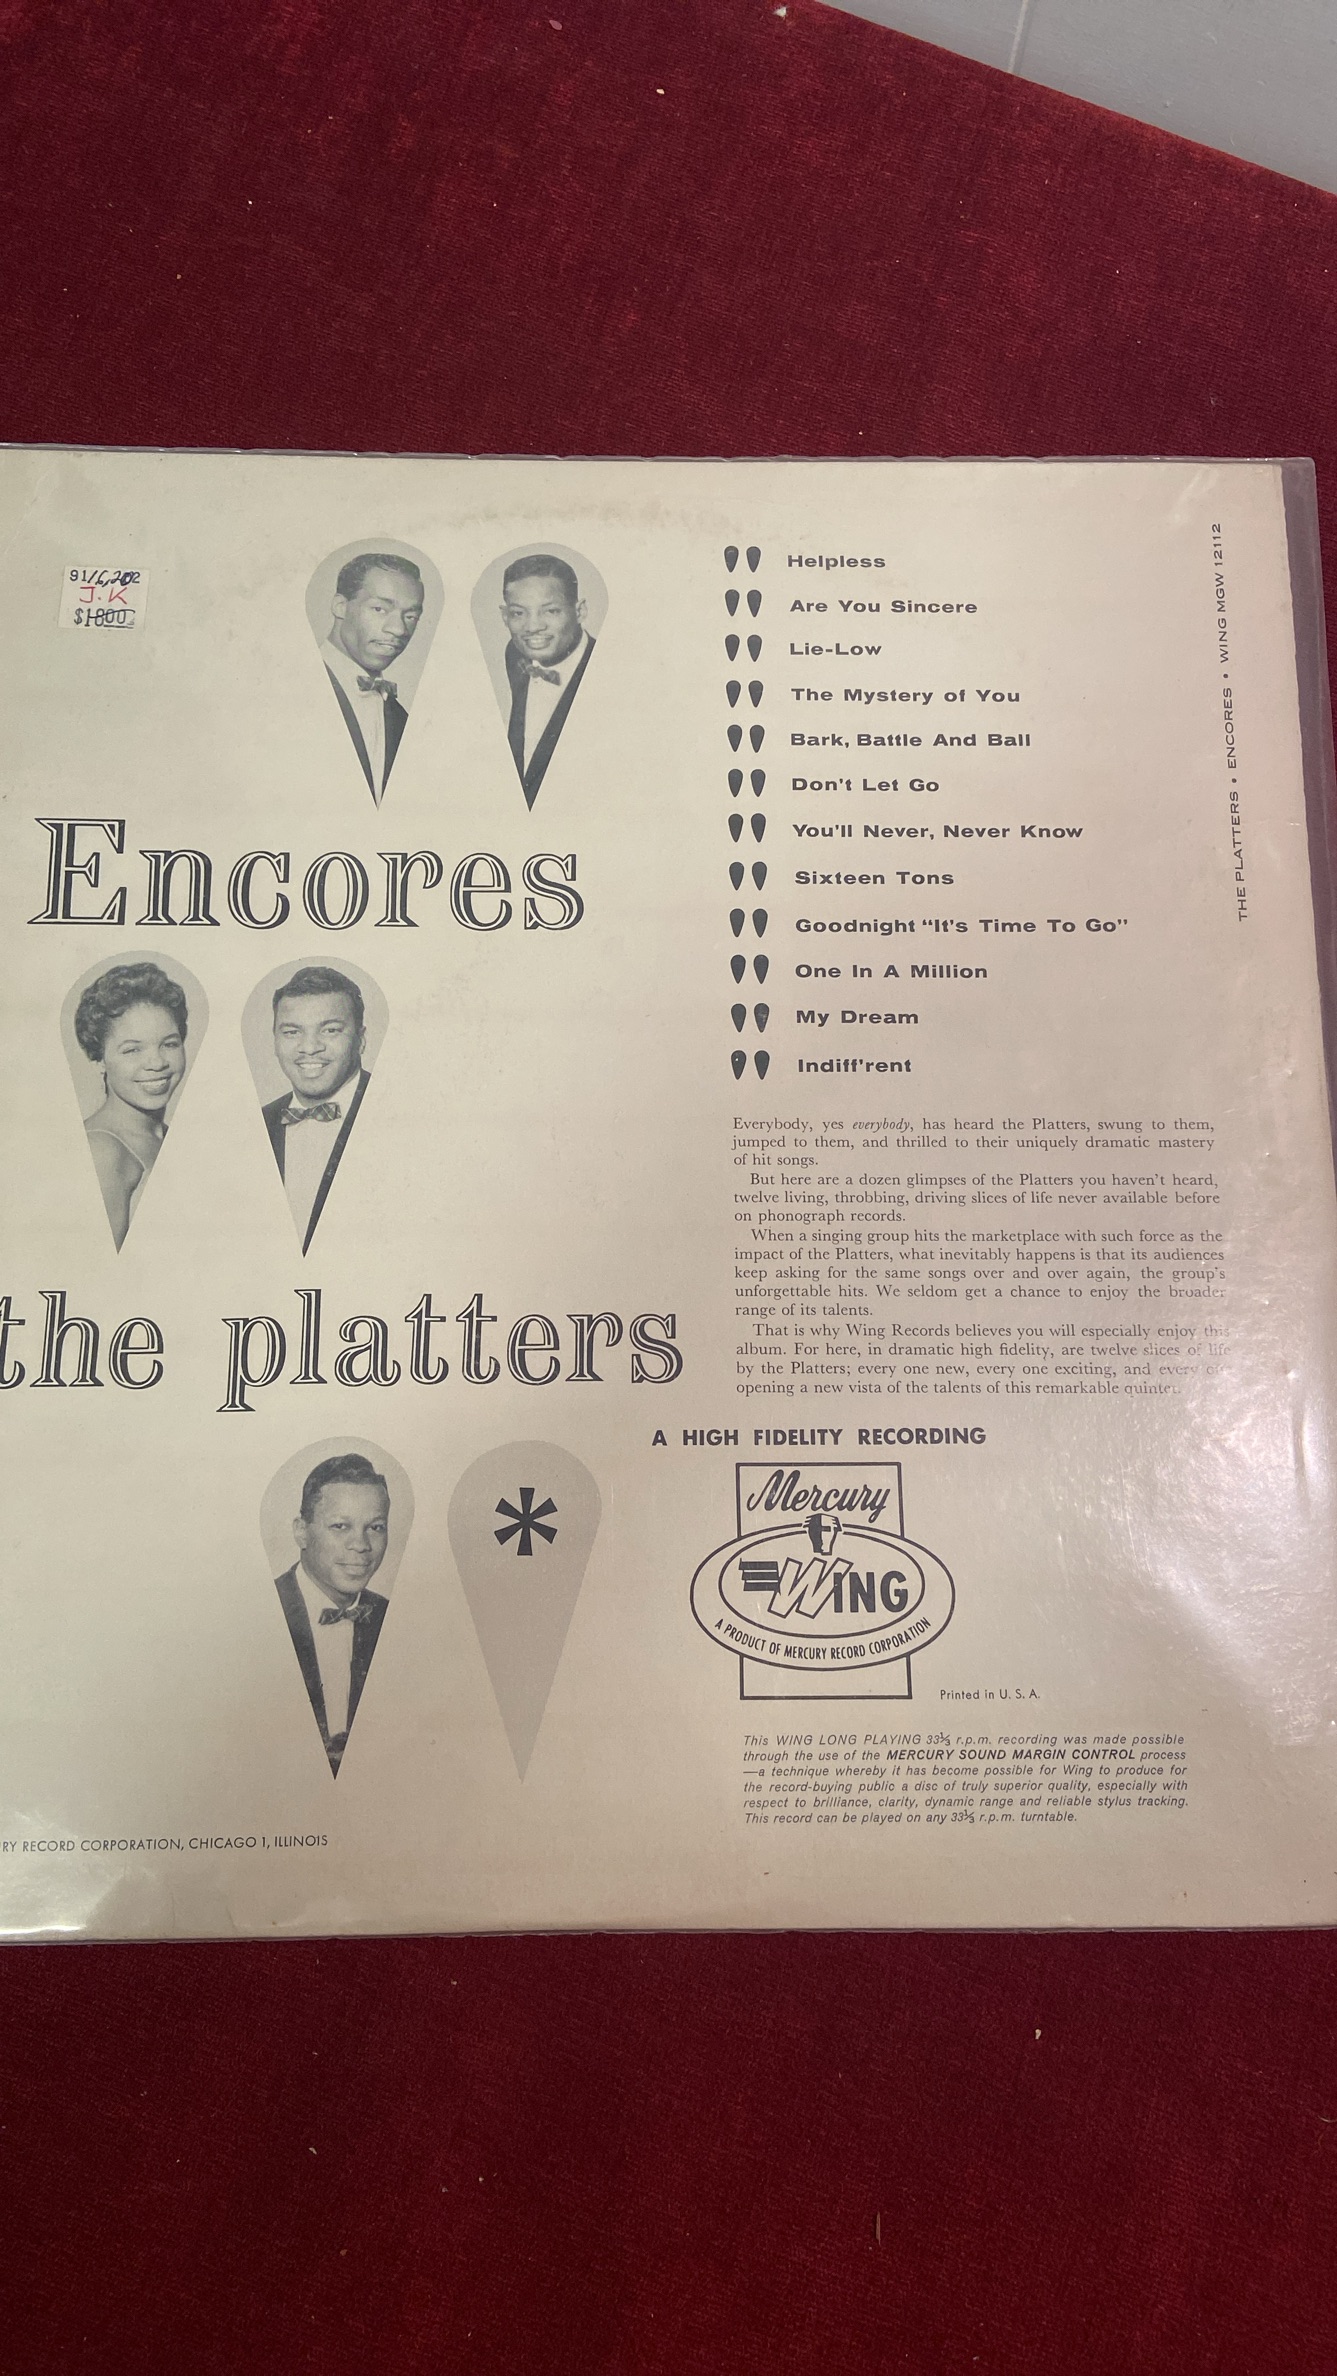 J.K
$1800
Helpless
Are You Sincere
Lie-Low
The Mystery of You
Bark, Battle And Ball
Don't Let Go
You'll Never, Never Know
Sixteen Tons
Goodnight “It's Time To Go”
One In A Million
My Dream
Indiff'rent
THE PLATTERS • ENCORES • WING MGW 12112
Encores
the platters
Everybody, yes everybody, has heard the Platters, swung to them,
jumped to them, and thrilled to their uniquely dramatic mastery
of hit songs.
But here are a dozen glimpses of the Platters you haven't heard,
twelve living, throbbing, driving slices of life never available before
on phonograph records.
When a singing group hits the marketplace with such force as the
impact of the Platters, what inevitably happens is that its audiences
keep asking for the same songs over and over again, the group's
unforgettable hits. We seldom get a chance to enjoy the broader
range of its talents.
That is why Wing Records believes you will especially enjoy this
album. For here, in dramatic high fidelity, are twelve slices of life
by the Platters; every one new, every one exciting, and every one
opening a new vista of the talents of this remarkable quintet.
*
A HIGH FIDELITY RECORDING
Mercury
WING
A PRODUCT OF MERCURY RECORD CORPORATION
Printed in U. S. A.
This WING LONG PLAYING 33⅓ r.p.m. recording was made possible
through the use of the MERCURY SOUND MARGIN CONTROL process
—a technique whereby it has become possible for Wing to produce for
the record-buying public a disc of truly superior quality, especially with
respect to brilliance, clarity, dynamic range and reliable stylus tracking.
This record can be played on any 33⅓ r.p.m. turntable.
RY RECORD CORPORATION, CHICAGO 1, ILLINOIS